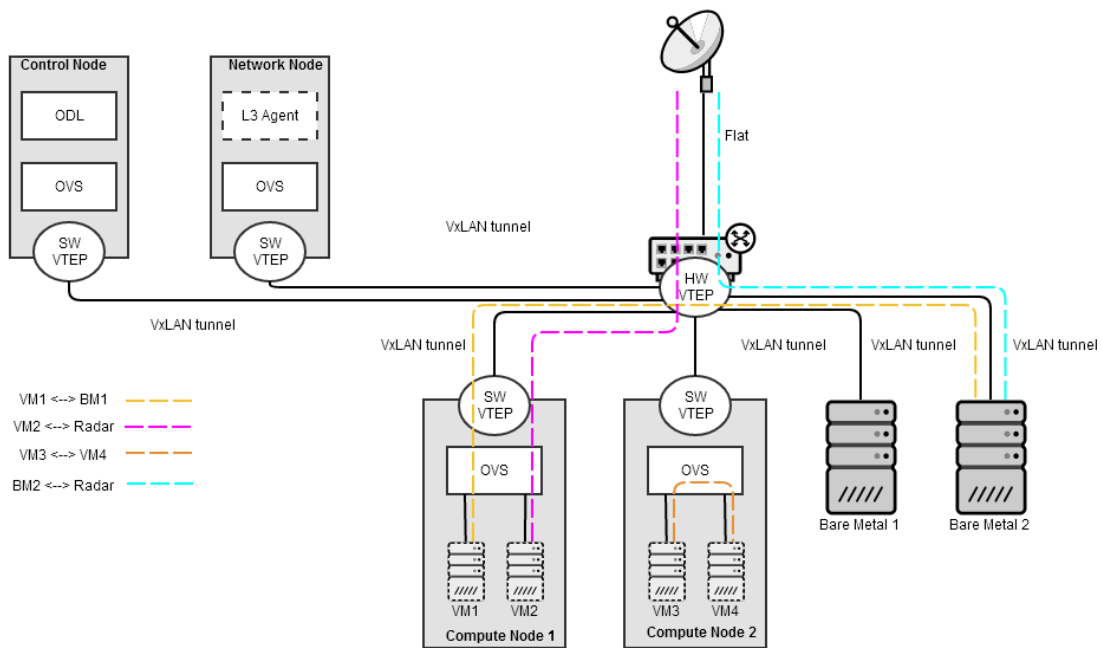 Control Node
Network Node
ODL
L3 Agent
Flat
OVS
OVS
VxLAN tunnel
SW
VTEP
SW
VTEP
HW
VTEP
VxLAN tunnel
VxLAN tunnel
VxLAN tunnel
VxLAN tunnel
VxLAN tunnel
SW
VTEP
SW
VTEP
VM1 <--> BM1
VM2 <--> Radar
VM3 <--> VM4
BM2 <--> Radar
OVS
OVS
Bare Metal 1
Bare Metal 2
VM1
VM2
VM3
VM4
Compute Node 1
Compute Node 2